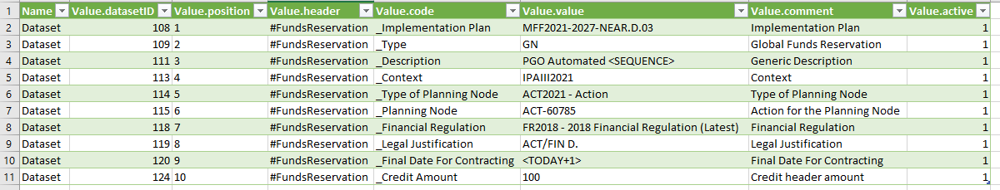 1 Name Value.datasetID Value.position Value.header Value.code Value.value Value.comment Value.active
2 Dataset 108 1 #FundsReservation _Implementation Plan MFF2021-2027-NEAR.D.03 Implementation Plan 1
3 Dataset 109 2 #FundsReservation _Type GN Global Funds Reservation 1
4 Dataset 111 3 #FundsReservation _Description PGO Automated <SEQUENCE> Generic Description 1
5 Dataset 113 4 #FundsReservation _Context IPAIII2021 Context 1
6 Dataset 114 5 #FundsReservation _Type of Planning Node ACT2021 - Action Type of Planning Node 1
7 Dataset 115 6 #FundsReservation _Planning Node ACT-60785 Action for the Planning Node 1
8 Dataset 118 7 #FundsReservation _Financial Regulation FR2018 - 2018 Financial Regulation (Latest) Financial Regulation 1
9 Dataset 119 8 #FundsReservation _Legal Justification ACT/FIN D. Legal Justification 1
10 Dataset 120 9 #FundsReservation _Final Date For Contracting <TODAY+1> Final Date For Contracting 1
11 Dataset 124 10 #FundsReservation _Credit Amount 100 Credit header amount 1